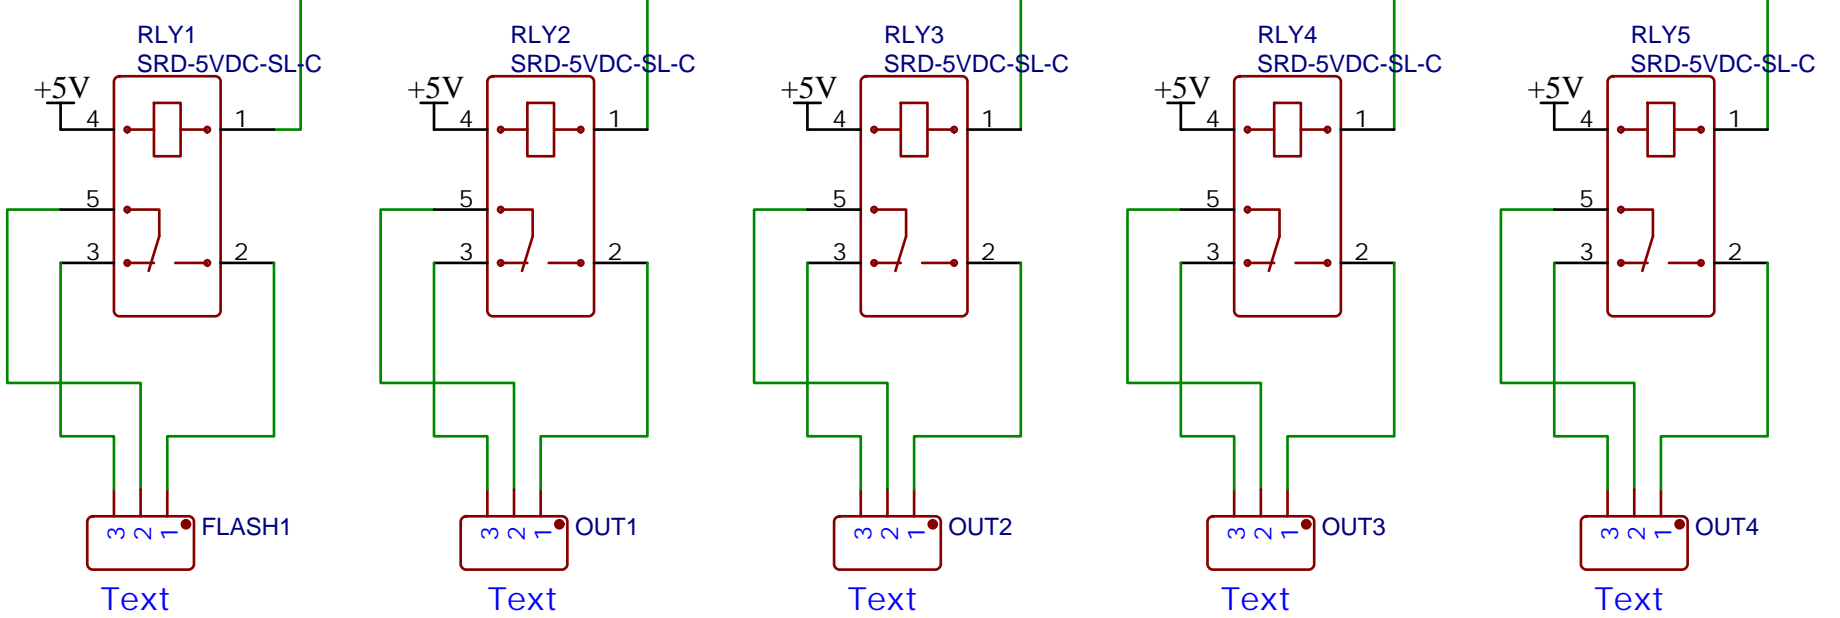 RLY1
SRD-5VDC-SL-C
+5V
4
1
5
3
2
3
2
1
FLASH1
Text
RLY2
SRD-5VDC-SL-C
+5V
4
1
5
3
2
3
2
1
OUT1
Text
RLY3
SRD-5VDC-SL-C
+5V
4
1
5
3
2
3
2
1
OUT2
Text
RLY4
SRD-5VDC-SL-C
+5V
4
1
5
3
2
3
2
1
OUT3
Text
RLY5
SRD-5VDC-SL-C
+5V
4
1
5
3
2
3
2
1
OUT4
Text